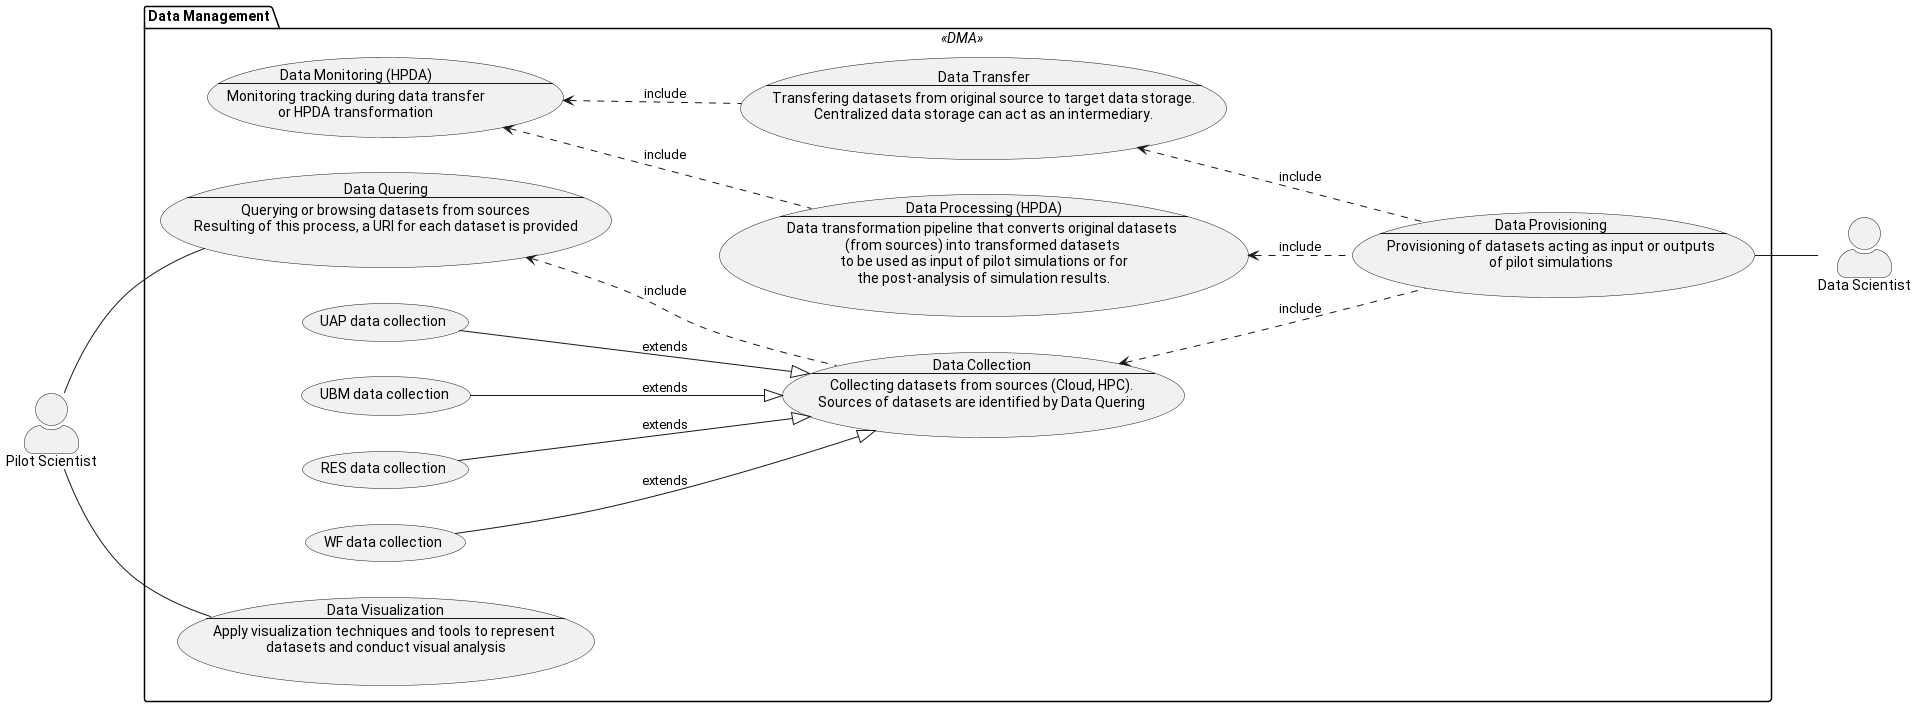 Data Management
«DMA»
Data Monitoring (HPDA)
Monitoring tracking during data transfer
or HPDA transformation
include
Data Transfer
Transfering datasets from original source to target data storage.
Centralized data storage can act as an intermediary.
include
include
Data Quering
Querying or browsing datasets from sources
Resulting of this process, a URI for each dataset is provided
Data Processing (HPDA)
Data transformation pipeline that converts original datasets
(from sources) into transformed datasets
to be used as input of pilot simulations or for
the post-analysis of simulation results.
include
Data Provisioning
Provisioning of datasets acting as input or outputs
of pilot simulations
Data Scientist
include
include
UAP data collection
extends
Data Collection
Collecting datasets from sources (Cloud, HPC).
Sources of datasets are identified by Data Quering
UBM data collection
extends
extends
RES data collection
Pilot Scientist
extends
WF data collection
Data Visualization
Apply visualization techniques and tools to represent
datasets and conduct visual analysis